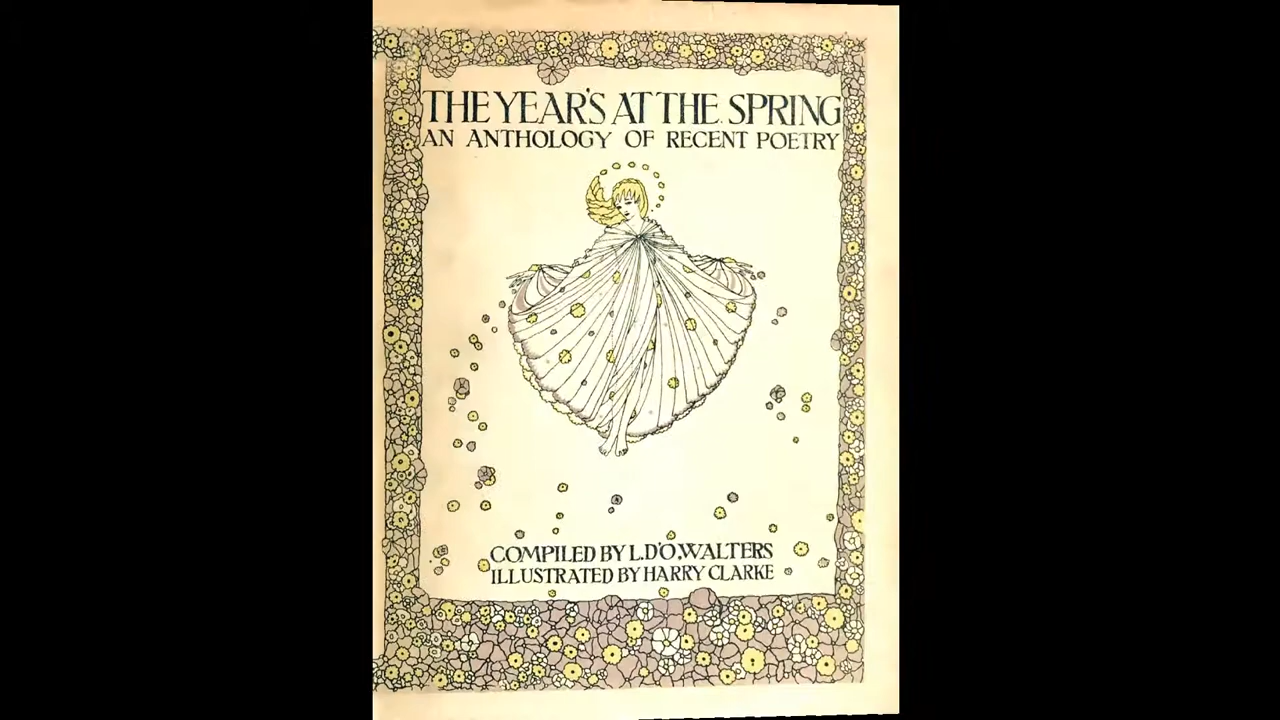 THE YEAR'S AT THE SPRING
AN ANTHOLOGY OF RECENT POETRY
COMPILED BY L.D'O.WALTERS
ILLUSTRATED BY HARRY CLARKE